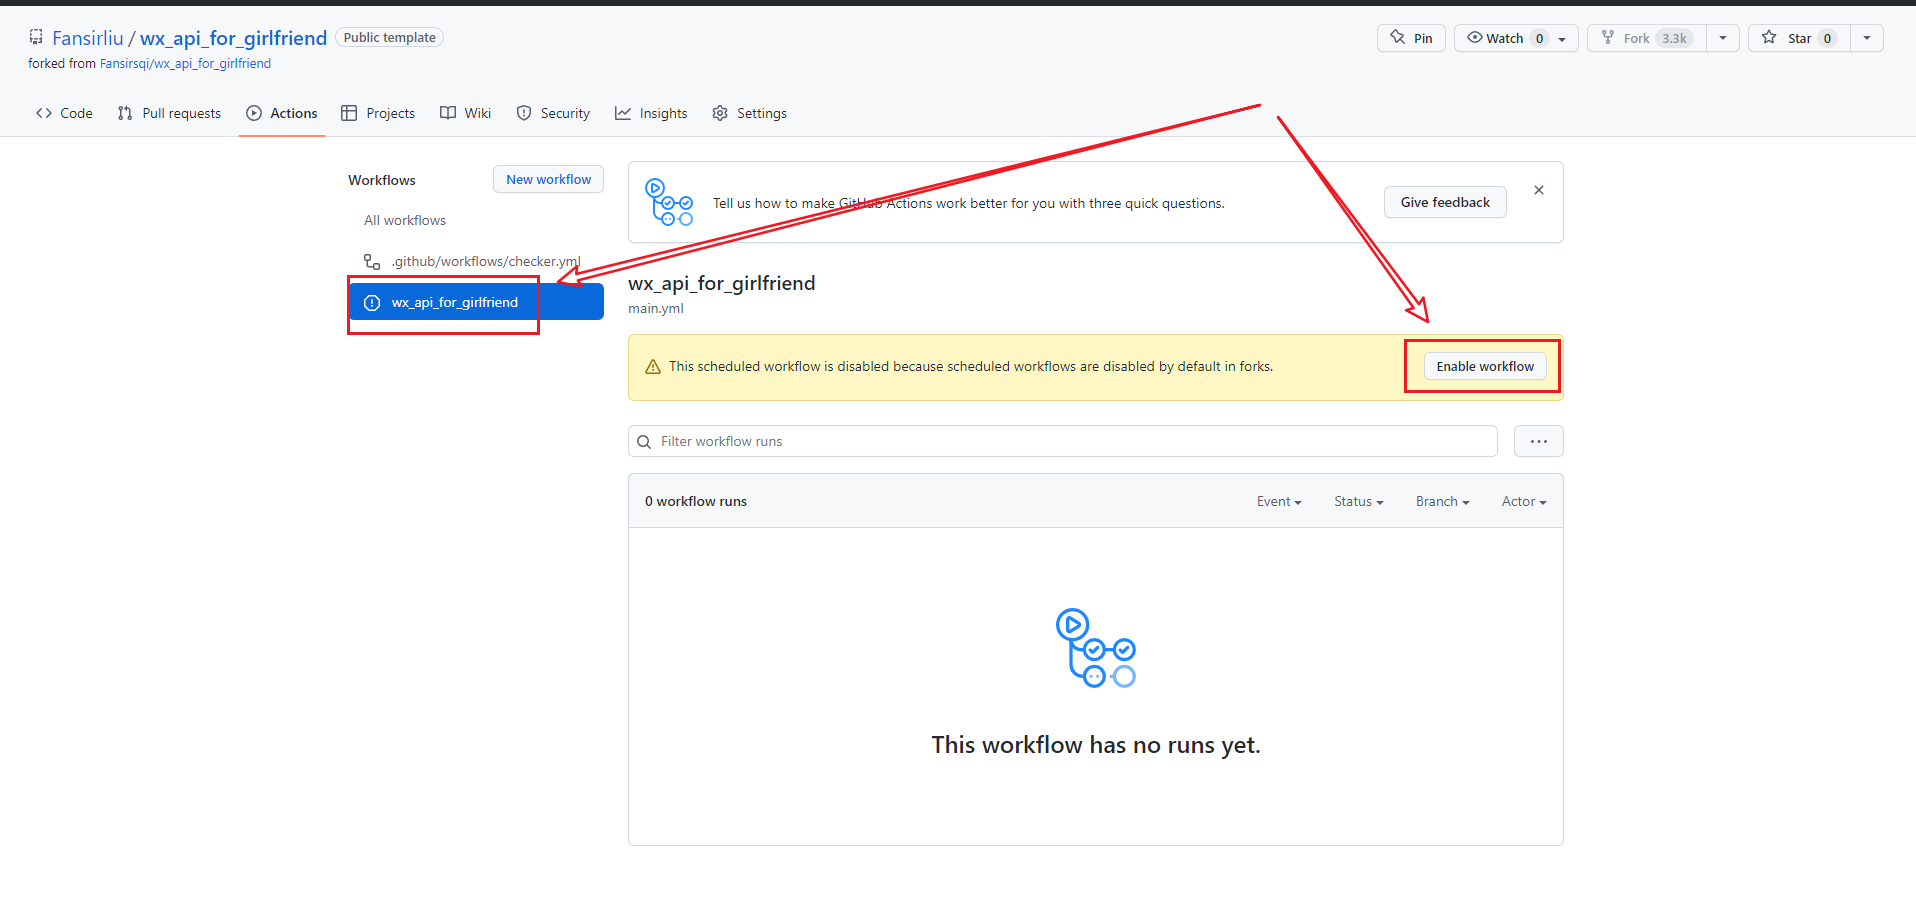 Fansirliu / wx_api_for_girlfriend Public template
Pin Watch 0 Fork 3.3k Star 0
forked from Fansirsqi/wx_api_for_girlfriend
Code Pull requests Actions Projects Wiki Security Insights Settings
Workflows New workflow
All workflows
.github/workflows/checker.yml
wx_api_for_girlfriend
Tell us how to make GitHub Actions work better for you with three quick questions. Give feedback
wx_api_for_girlfriend
main.yml
This scheduled workflow is disabled because scheduled workflows are disabled by default in forks. Enable workflow
Filter workflow runs
0 workflow runs Event Status Branch Actor
This workflow has no runs yet.